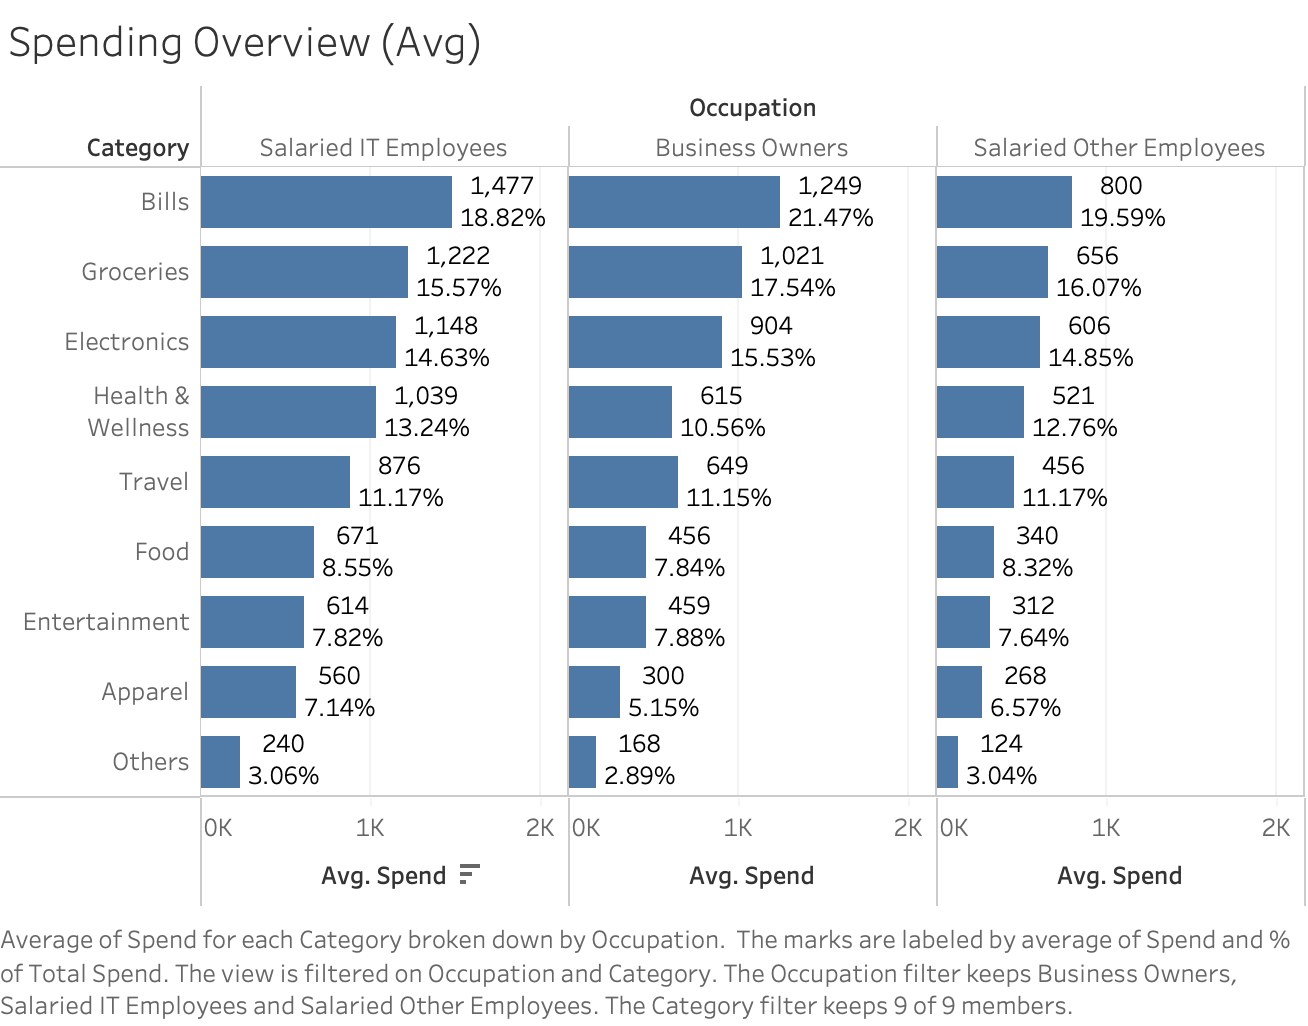 Spending Overview (Avg)
Occupation
Category Salaried IT Employees Business Owners Salaried Other Employees
Bills 1,477 18.82% 1,249 21.47% 800 19.59%
Groceries 1,222 15.57% 1,021 17.54% 656 16.07%
Electronics 1,148 14.63% 904 15.53% 606 14.85%
Health & Wellness 1,039 13.24% 615 10.56% 521 12.76%
Travel 876 11.17% 649 11.15% 456 11.17%
Food 671 8.55% 456 7.84% 340 8.32%
Entertainment 614 7.82% 459 7.88% 312 7.64%
Apparel 560 7.14% 300 5.15% 268 6.57%
Others 240 3.06% 168 2.89% 124 3.04%
0K 1K 2K 0K 1K 2K 0K 1K 2K
Avg. Spend Avg. Spend Avg. Spend
Average of Spend for each Category broken down by Occupation.  The marks are labeled by average of Spend and %
of Total Spend. The view is filtered on Occupation and Category. The Occupation filter keeps Business Owners,
Salaried IT Employees and Salaried Other Employees. The Category filter keeps 9 of 9 members.